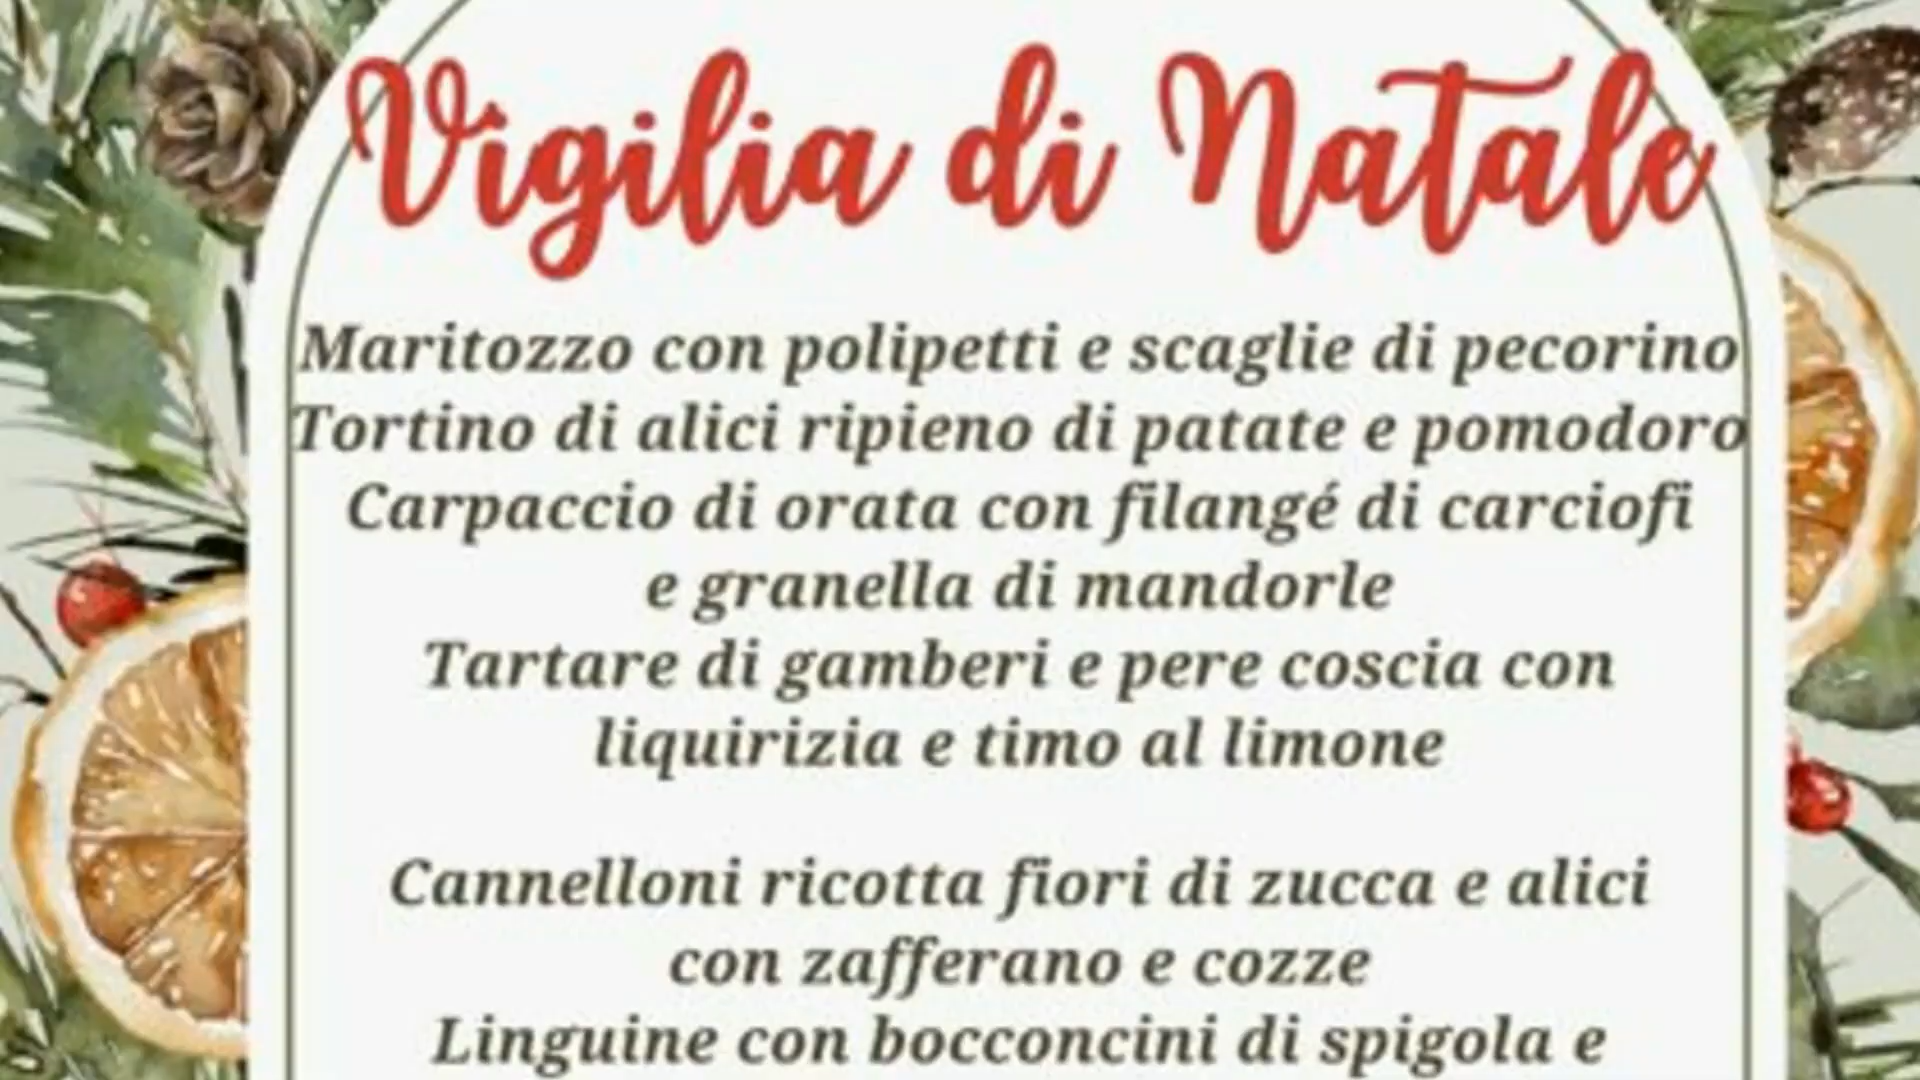 Vigilia di Natale
Maritozzo con polipetti e scaglie di pecorino
Tortino di alici ripieno di patate e pomodoro
Carpaccio di orata con filangé di carciofi
e granella di mandorle
Tartare di gamberi e pere coscia con
liquirizia e timo al limone
Cannelloni ricotta fiori di zucca e alici
con zafferano e cozze
Linguine con bocconcini di spigola e